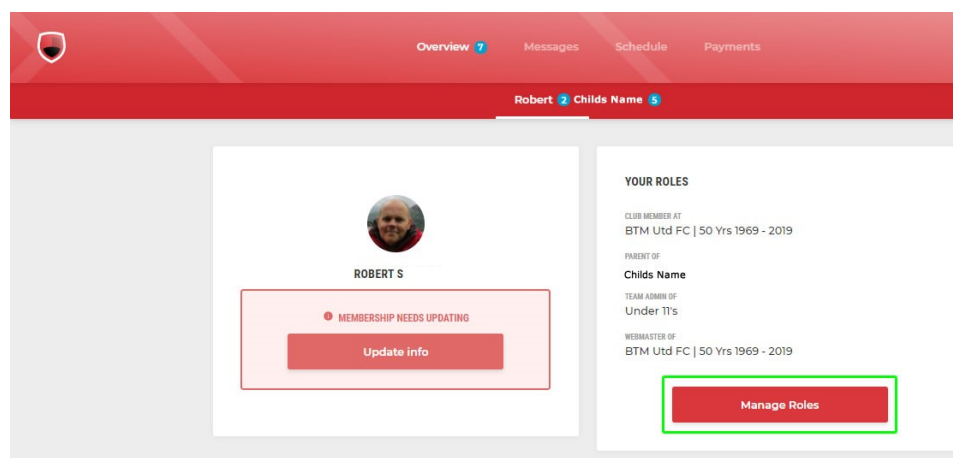 Overview 7 Messages Schedule Payments
Robert 2 Childs Name 5
ROBERT S
MEMBERSHIP NEEDS UPDATING
Update info
YOUR ROLES
CLUB MEMBER AT
BTM Utd FC | 50 Yrs 1969 - 2019
PARENT OF
Childs Name
TEAM ADMIN OF
Under 11's
WEBMASTER OF
BTM Utd FC | 50 Yrs 1969 - 2019
Manage Roles